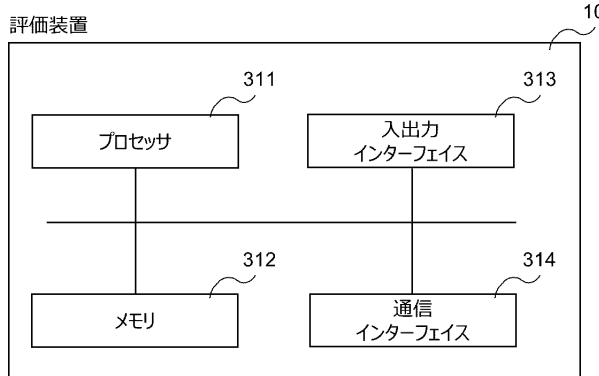 評価装置
10
311
313
プロセッサ
入出力
インターフェイス
312
314
メモリ
通信
インターフェイス